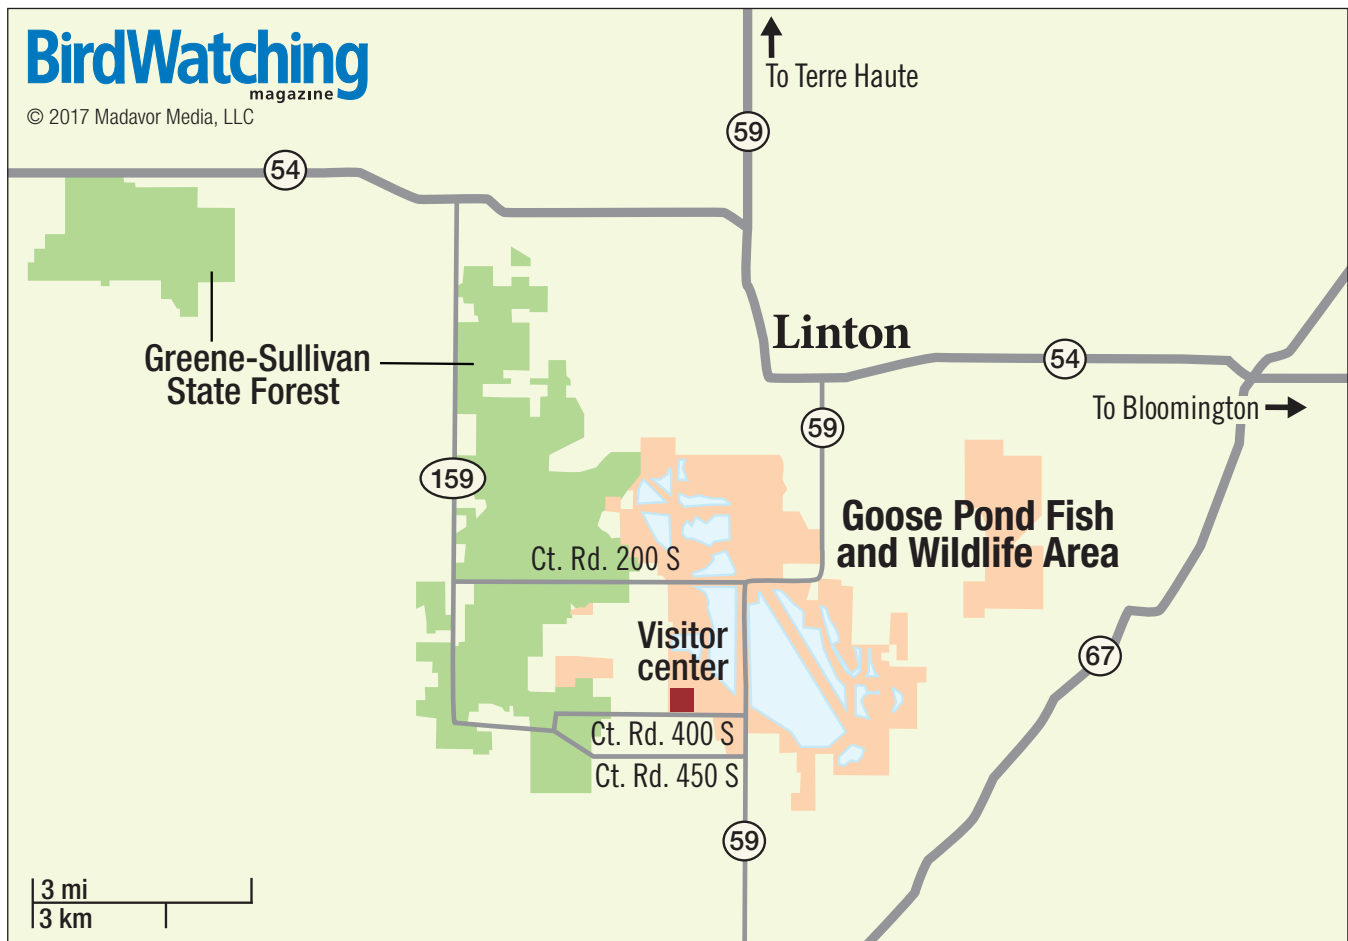 BirdWatching
magazine
© 2017 Madavor Media, LLC
To Terre Haute
59
54
Linton
Greene-Sullivan
State Forest
54
To Bloomington
59
159
Goose Pond Fish
and Wildlife Area
Ct. Rd. 200 S
Visitor
center
67
Ct. Rd. 400 S
Ct. Rd. 450 S
59
3 mi
3 km